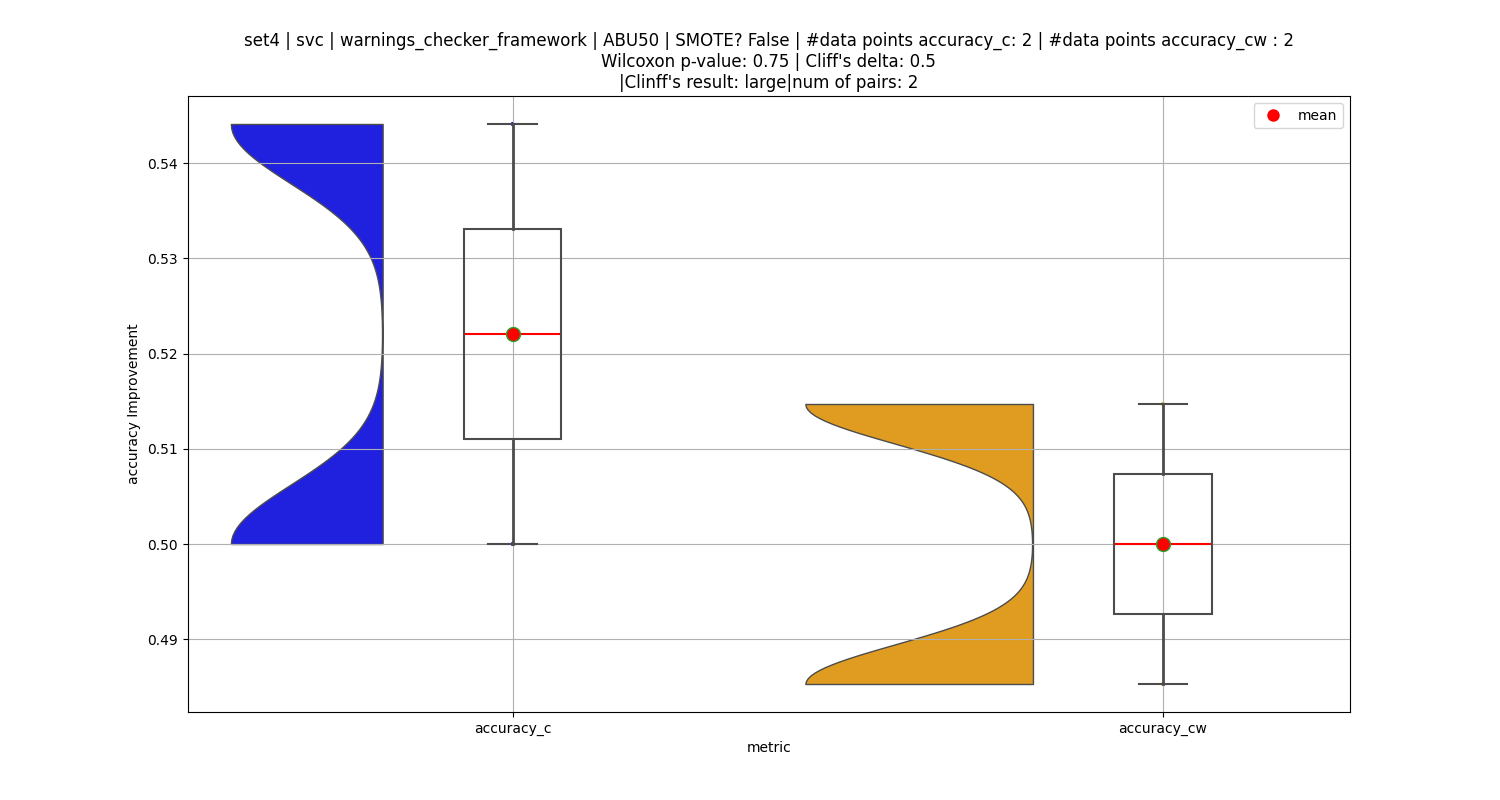 set4 | svc | warnings_checker_framework | ABU50 | SMOTE? False | #data points accuracy_c: 2 | #data points accuracy_cw : 2
Wilcoxon p-value: 0.75 | Cliff's delta: 0.5
|Clinff's result: large|num of pairs: 2
mean
0.54
0.53
0.52
0.51
0.50
0.49
accuracy Improvement
accuracy_c
accuracy_cw
metric